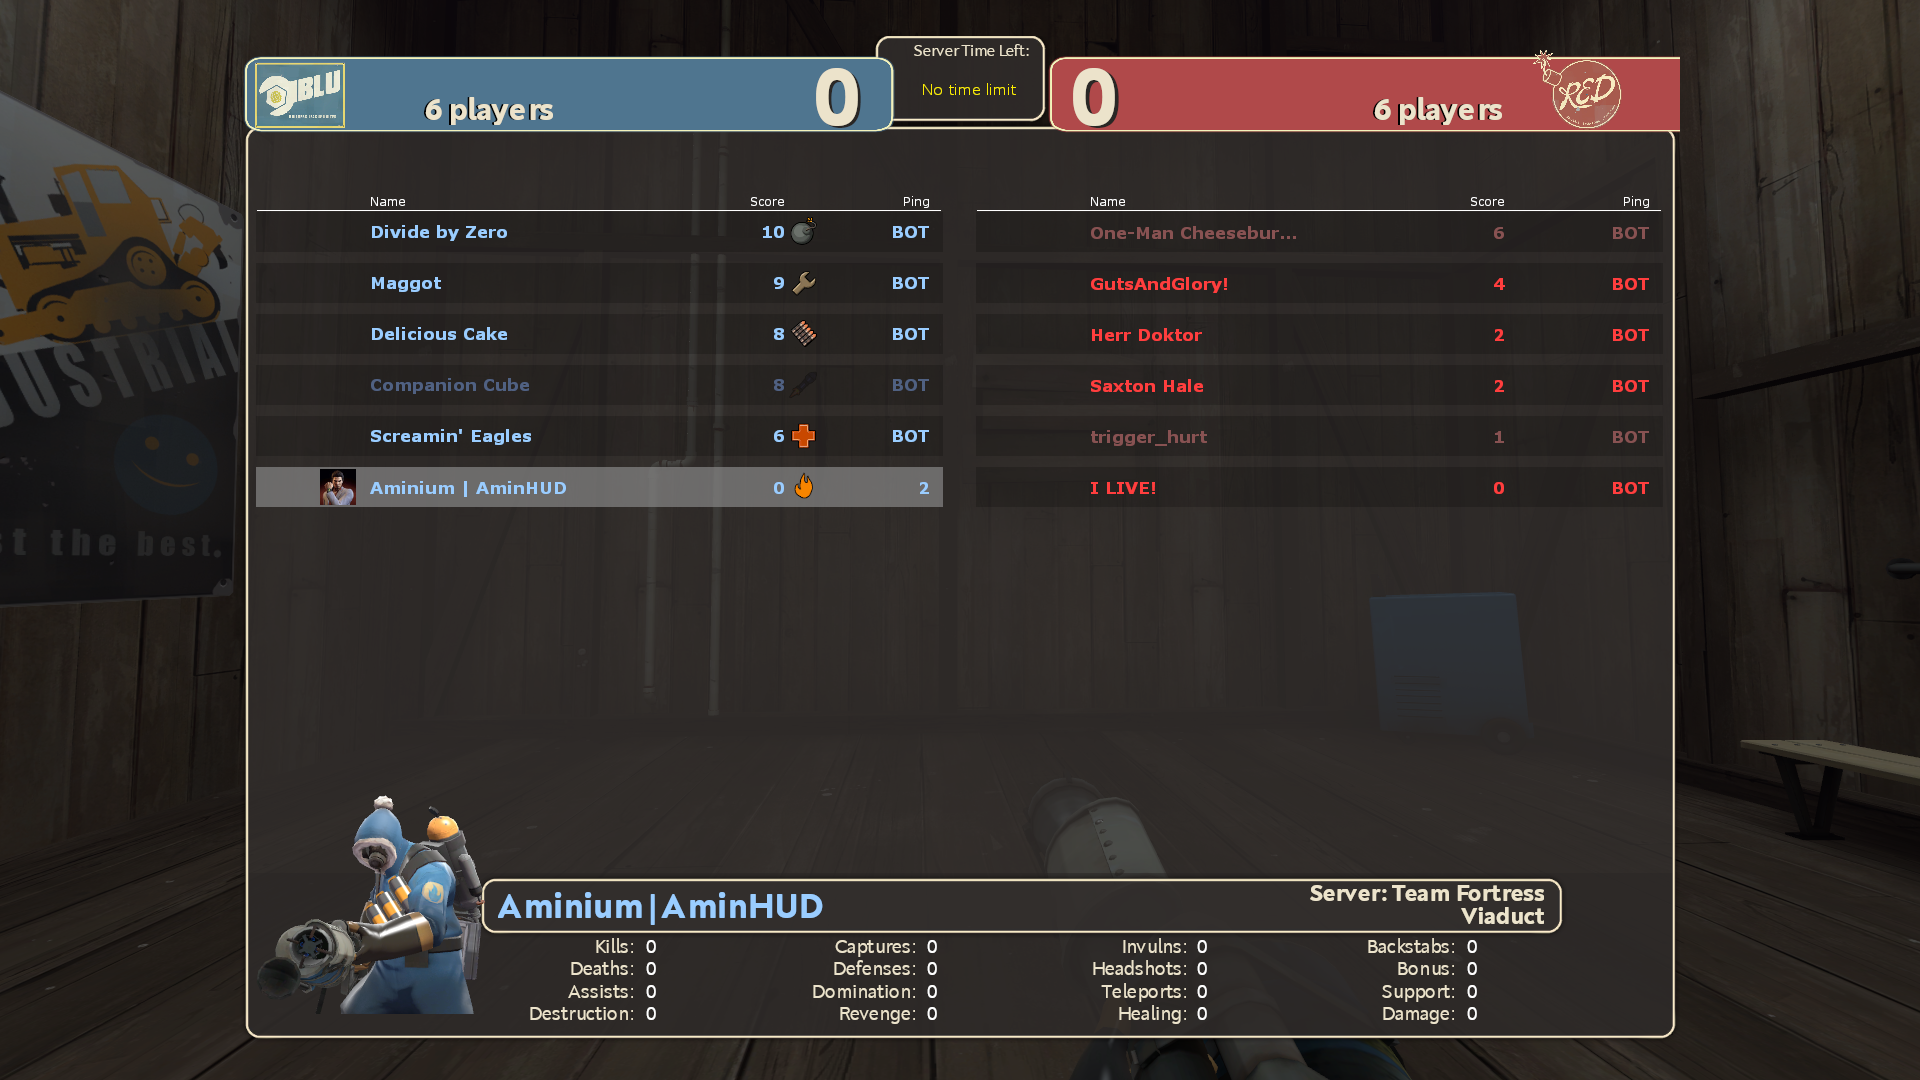 BLU
6 players
0
Server Time Left:
No time limit
0
6 players
RED
Name Score Ping
Divide by Zero 10 BOT
Maggot 9 BOT
Delicious Cake 8 BOT
Companion Cube 8 BOT
Screamin' Eagles 6 BOT
Aminium | AminHUD 0 2
Name Score Ping
One-Man Cheesebur... 6 BOT
GutsAndGlory! 4 BOT
Herr Doktor 2 BOT
Saxton Hale 2 BOT
trigger_hurt 1 BOT
I LIVE! 0 BOT
DUSTRIAL
st the best.
Aminium | AminHUD
Server: Team Fortress
Viaduct
Kills: 0 Captures: 0 Invulns: 0 Backstabs: 0
Deaths: 0 Defenses: 0 Headshots: 0 Bonus: 0
Assists: 0 Domination: 0 Teleports: 0 Support: 0
Destruction: 0 Revenge: 0 Healing: 0 Damage: 0